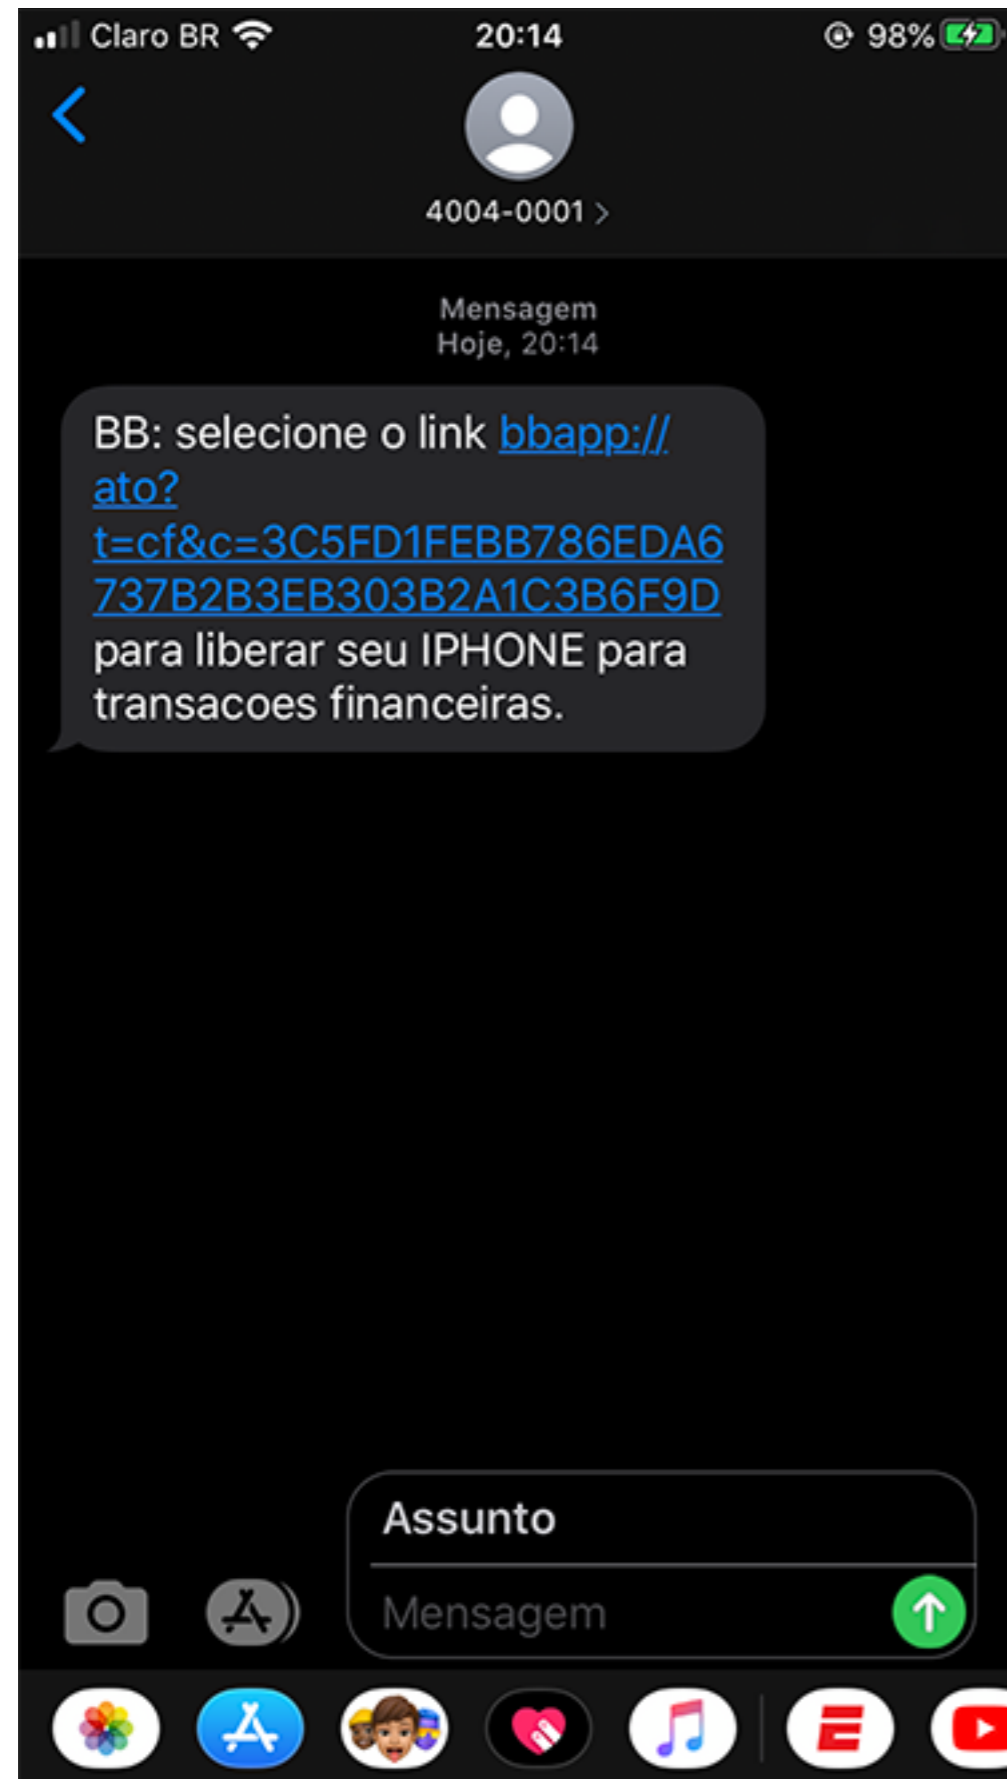 Claro BR
20:14
98%
4004-0001
Mensagem
Hoje, 20:14
BB: selecione o link bbapp://
ato?
t=cf&c=3C5FD1FEBB786EDA6
737B2B3EB303B2A1C3B6F9D
para liberar seu IPHONE para
transacoes financeiras.
Assunto
Mensagem